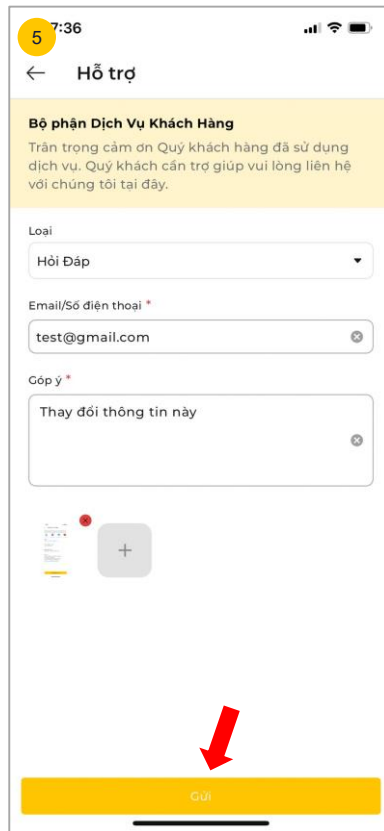 5
7:36
Hỗ trợ
Bộ phận Dịch Vụ Khách Hàng
Trân trọng cảm ơn Quý khách hàng đã sử dụng
dịch vụ. Quý khách cần trợ giúp vui lòng liên hệ
với chúng tôi tại đây.
Loại
Hỏi Đáp
Email/Số điện thoại *
test@gmail.com
Góp ý *
Thay đổi thông tin này
Gửi